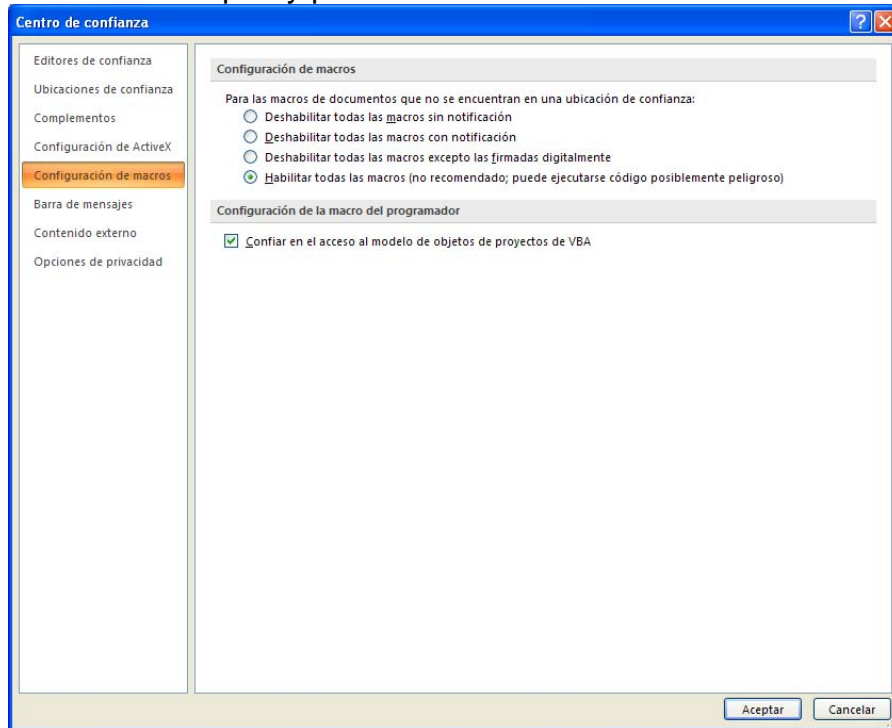 Centro de confianza
Editores de confianza
Ubicaciones de confianza
Complementos
Configuración de ActiveX
Configuración de macros
Barra de mensajes
Contenido externo
Opciones de privacidad
Configuración de macros
Para las macros de documentos que no se encuentran en una ubicación de confianza:
Deshabilitar todas las macros sin notificación
Deshabilitar todas las macros con notificación
Deshabilitar todas las macros excepto las firmadas digitalmente
Habilitar todas las macros (no recomendado; puede ejecutarse código posiblemente peligroso)
Configuración de la macro del programador
Confiar en el acceso al modelo de objetos de proyectos de VBA
Aceptar
Cancelar